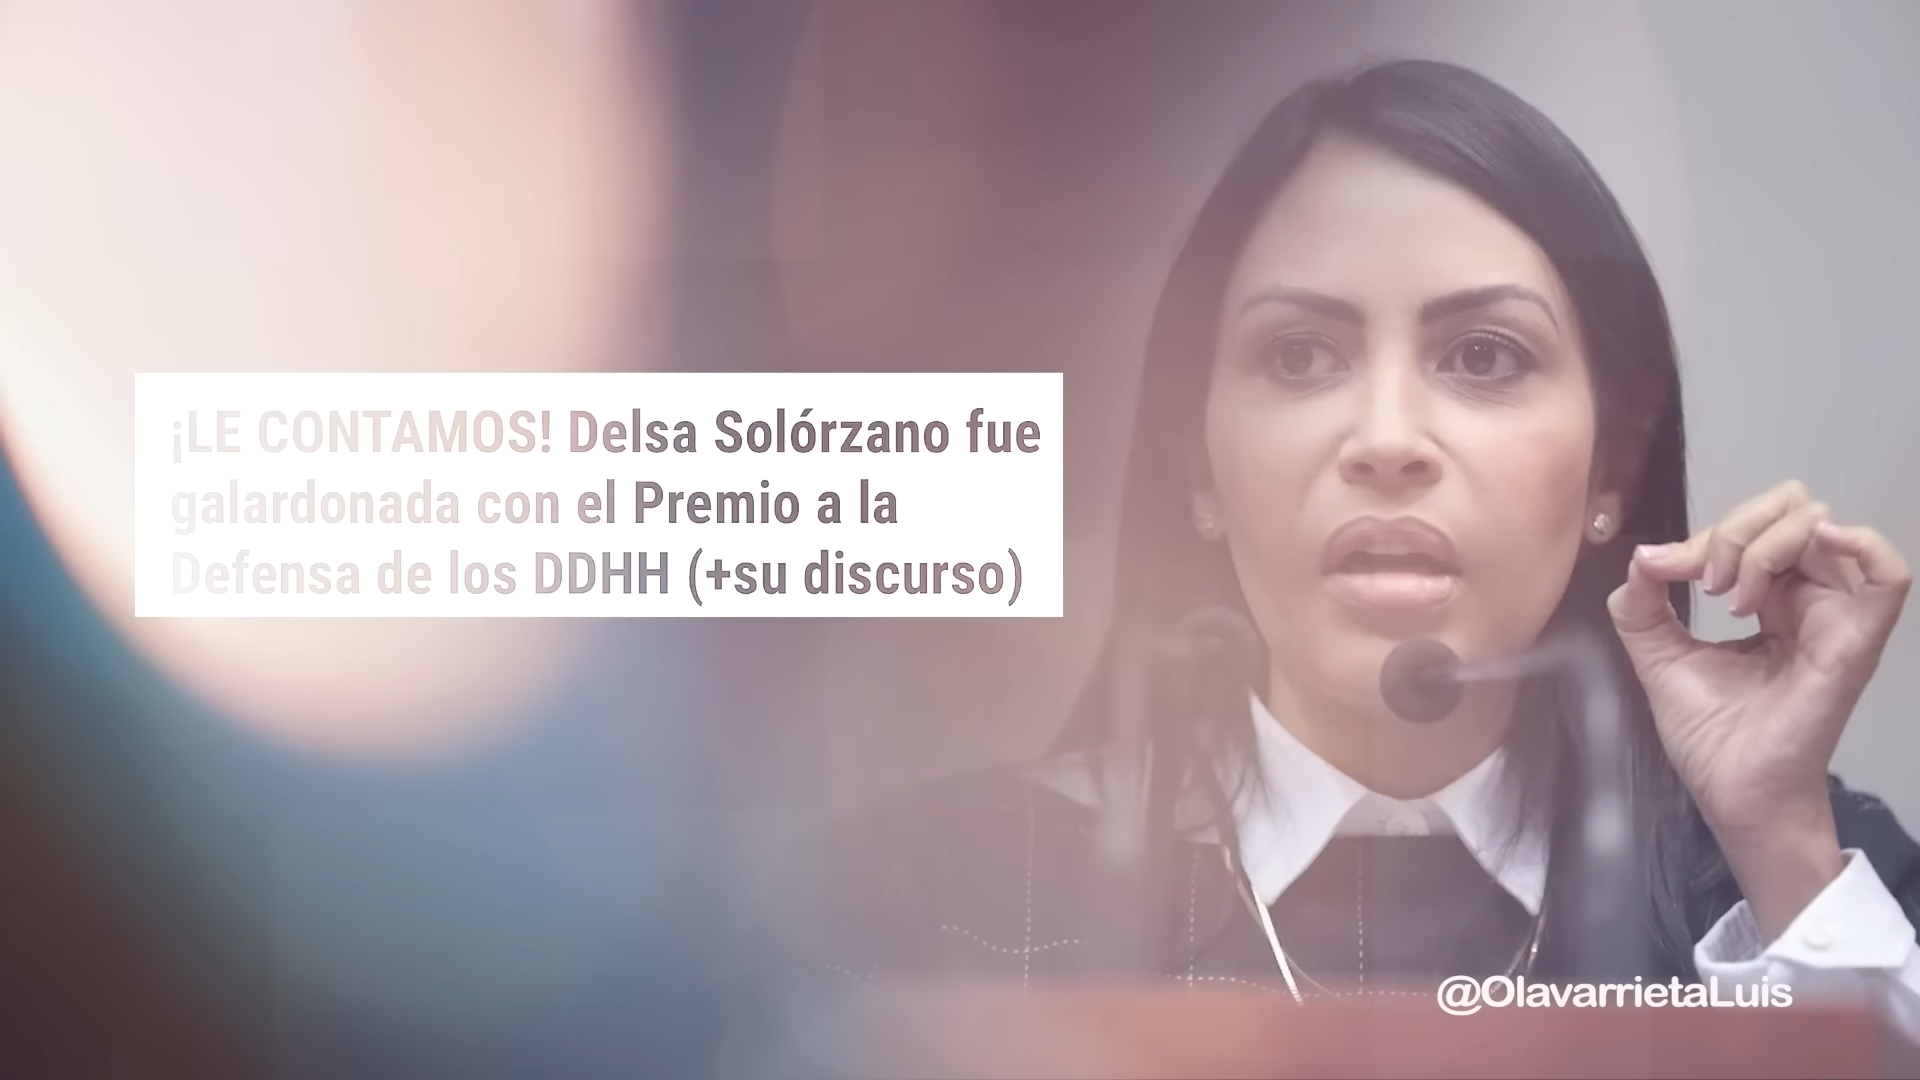 ¡LE CONTAMOS! Delsa Solórzano fue
galardonada con el Premio a la
Defensa de los DDHH (+su discurso)
@OlavarrietaLuis